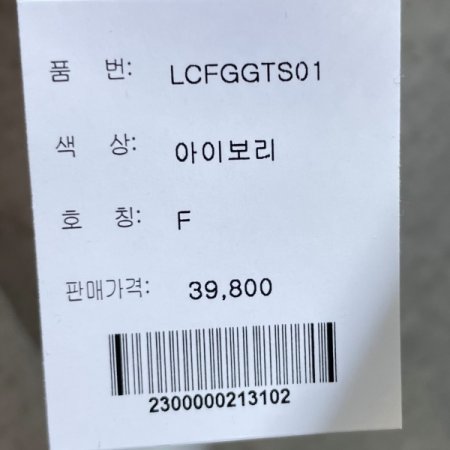 품 번: LCFGGTS01
색 상: 아이보리
호 칭: F
판매가격: 39,800
2300000213102